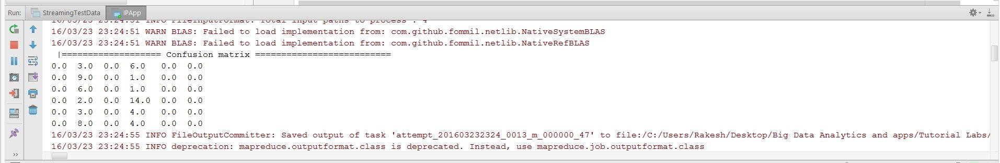 Run: StreamingTestData IPApp
16/03/23 23:24:51 INFO FileInputFormat: Total input paths to process : 4
16/03/23 23:24:51 WARN BLAS: Failed to load implementation from: com.github.fommil.netlib.NativeSystemBLAS
16/03/23 23:24:51 WARN BLAS: Failed to load implementation from: com.github.fommil.netlib.NativeRefBLAS
|=================== Confusion matrix ==========================
0.0 3.0 0.0 6.0 0.0 0.0
0.0 9.0 0.0 1.0 0.0 0.0
0.0 6.0 0.0 1.0 0.0 0.0
0.0 2.0 0.0 14.0 0.0 0.0
0.0 3.0 0.0 4.0 0.0 0.0
0.0 8.0 0.0 4.0 0.0 0.0
16/03/23 23:24:55 INFO FileOutputCommitter: Saved output of task 'attempt_201603232324_0013_m_000000_47' to file:/C:/Users/Rakesh/Desktop/Big Data Analytics and apps/Tutorial Labs/
16/03/23 23:24:55 INFO deprecation: mapreduce.outputformat.class is deprecated. Instead, use mapreduce.job.outputformat.class